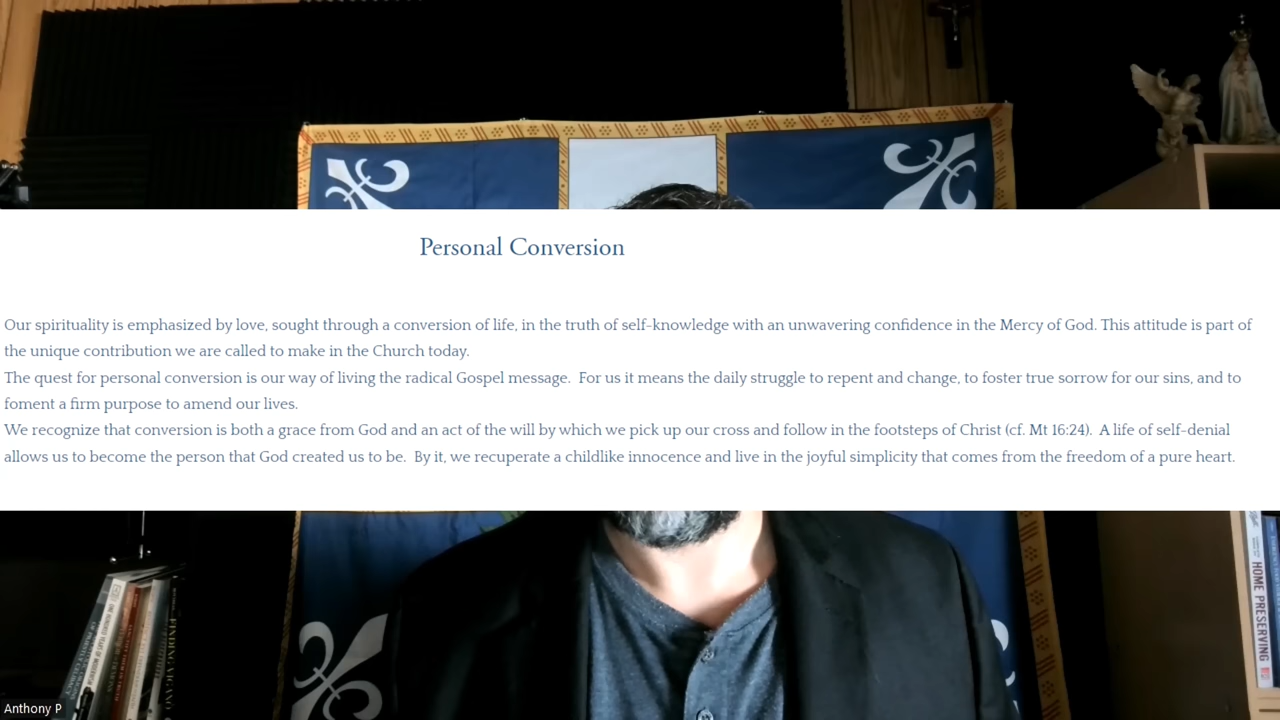 Personal Conversion
Our spirituality is emphasized by love, sought through a conversion of life, in the truth of self-knowledge with an unwavering confidence in the Mercy of God. This attitude is part of
the unique contribution we are called to make in the Church today.
The quest for personal conversion is our way of living the radical Gospel message.  For us it means the daily struggle to repent and change, to foster true sorrow for our sins, and to
foment a firm purpose to amend our lives.
We recognize that conversion is both a grace from God and an act of the will by which we pick up our cross and follow in the footsteps of Christ (cf. Mt 16:24).  A life of self-denial
allows us to become the person that God created us to be.  By it, we recuperate a childlike innocence and live in the joyful simplicity that comes from the freedom of a pure heart.
HOME PRESERVING
Anthony P